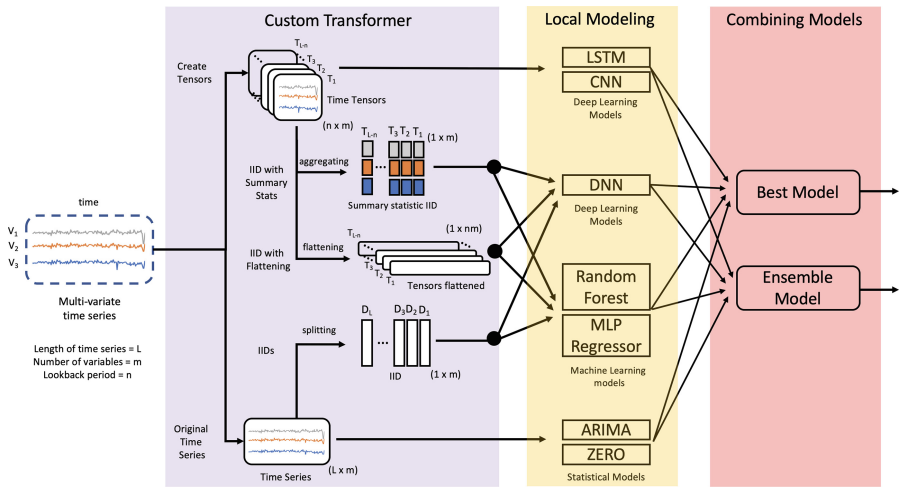 Custom Transformer
Local Modeling
Combining Models
Create
Tensors
T_L-n
T_3
T_2
T_1
Time Tensors
(n x m)
LSTM
CNN
Deep Learning
Models
IID with
Summary
Stats
aggregating
T_L-n
T_3 T_2 T_1
(1 x m)
...
Summary statistic IID
DNN
Deep Learning
Models
Best Model
time
V_1
V_2
V_3
Multi-variate
time series
IID with
Flattening
flattening
T_L-n
(1 x nm)
T_3
T_2
T_1
Tensors flattened
Random
Forest
MLP
Regressor
Machine Learning
models
Ensemble
Model
Length of time series = L
Number of variables = m
Lookback period = n
IIDs
splitting
D_L
D_3 D_2 D_1
...
IID
(1 x m)
Original
Time
Series
Time Series
(L x m)
ARIMA
ZERO
Statistical Models